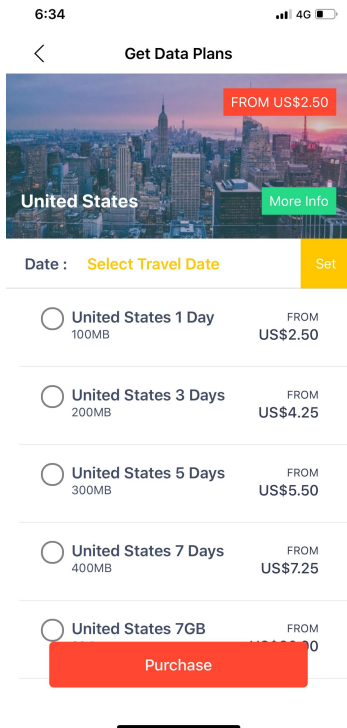 6:34
4G
Get Data Plans
FROM US$2.50
United States
More Info
Date : Select Travel Date Set
United States 1 Day FROM
100MB US$2.50
United States 3 Days FROM
200MB US$4.25
United States 5 Days FROM
300MB US$5.50
United States 7 Days FROM
400MB US$7.25
United States 7GB FROM
Purchase